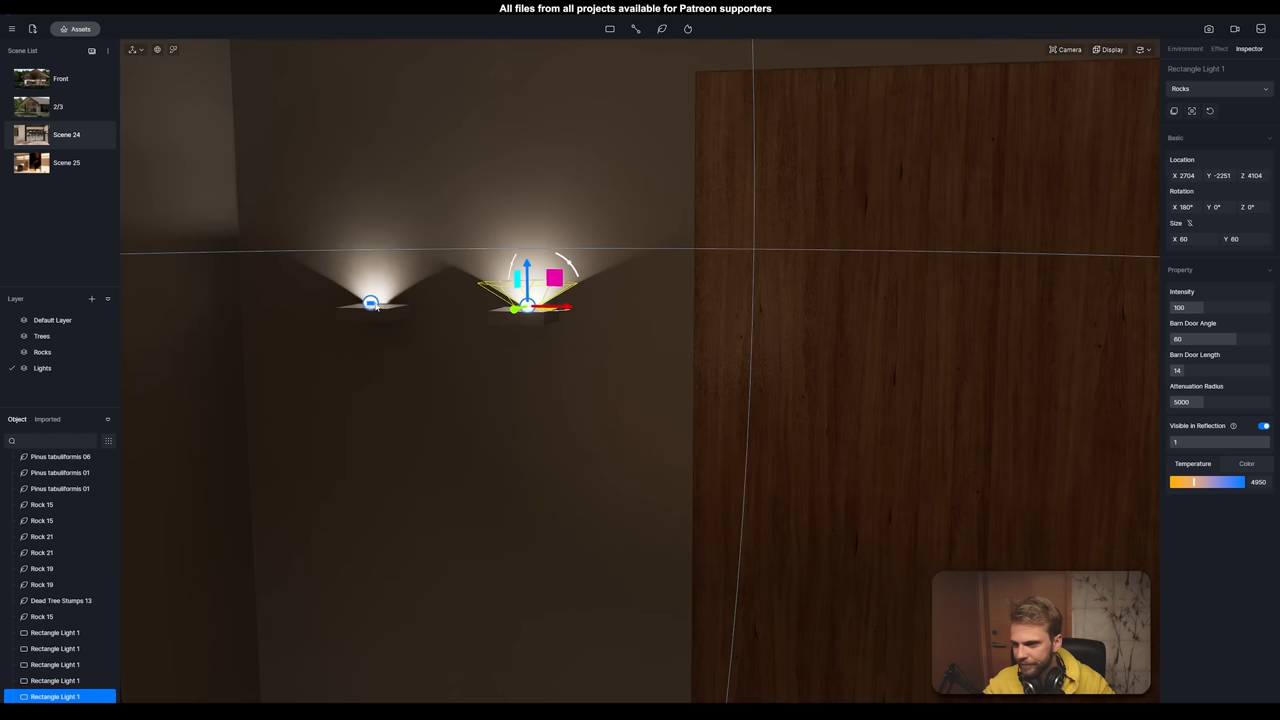 All files from all projects available for Patreon supporters
Assets
Scene List
Front
2/3
Scene 24
Scene 25
Layer
Default Layer
Trees
Rocks
Lights
Object Imported
Pinus tabuliformis 06
Pinus tabuliformis 01
Pinus tabuliformis 01
Rock 15
Rock 15
Rock 21
Rock 21
Rock 19
Rock 19
Dead Tree Stumps 13
Rock 15
Rectangle Light 1
Rectangle Light 1
Rectangle Light 1
Rectangle Light 1
Rectangle Light 1
Camera
Display
Environment Effect Inspector
Rectangle Light 1
Rocks
Basic
Location
X 2704 Y -2251 Z 4104
Rotation
X 180° Y 0° Z 0°
Size
X 60 Y 60
Property
Intensity
100
Barn Door Angle
60
Barn Door Length
14
Attenuation Radius
5000
Visible in Reflection
1
Temperature Color
4950